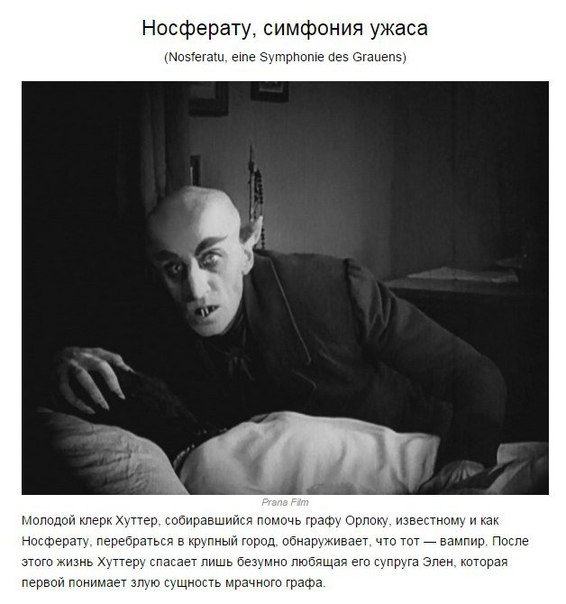 Носферату, симфония ужаса
(Nosferatu, eine Symphonie des Grauens)
Prana Film
Молодой клерк Хуттер, собиравшийся помочь графу Орлоку, известному и как
Носферату, перебраться в крупный город, обнаруживает, что тот — вампир. После
этого жизнь Хуттеру спасает лишь безумно любящая его супруга Элен, которая
первой понимает злую сущность мрачного графа.